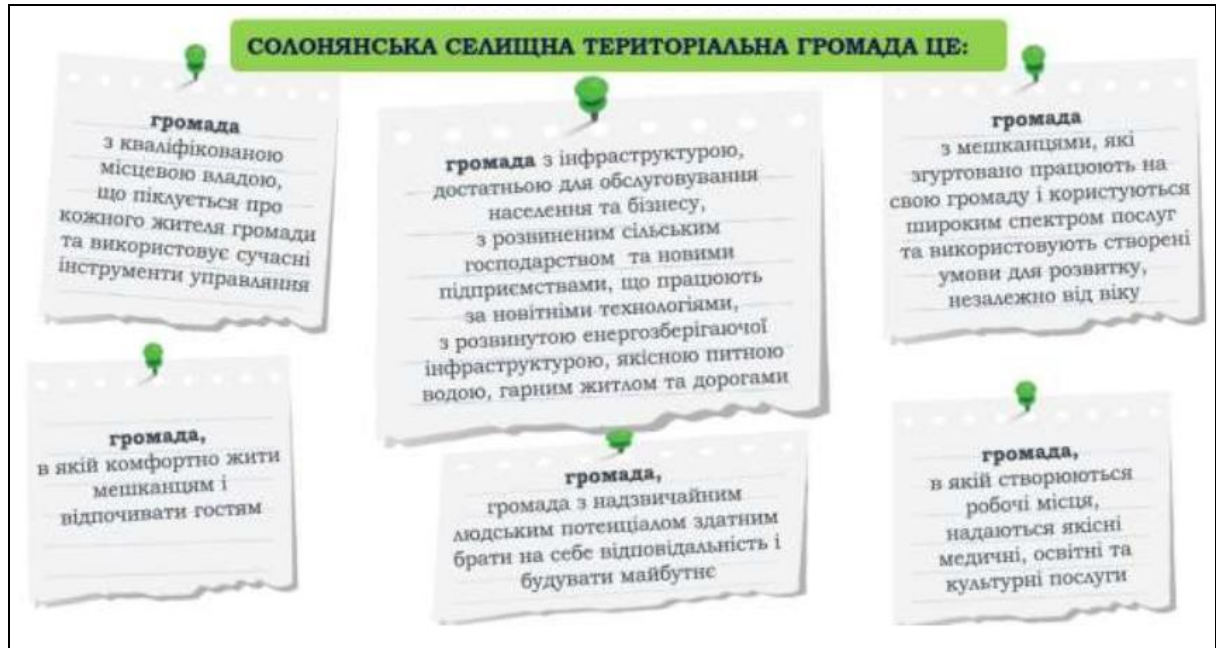 СОЛОНЯНСЬКА СЕЛИЩНА ТЕРИТОРІАЛЬНА ГРОМАДА ЦЕ:
громада
з кваліфікованою
місцевою владою,
що піклується про
кожного жителя громади
та використовує сучасні
інструменти управляння
громада з інфраструктурою,
достатньою для обслуговування
населення та бізнесу,
з розвиненим сільським
господарством та новими
підприємствами, що працюють
за новітніми технологіями,
з розвинутою енергозберігаючої
інфраструктурою, якісною питною
водою, гарним житлом та дорогами
громада
з мешканцями, які
згуртовано працюють на
свою громаду і користуються
широким спектром послуг
та використовують створені
умови для розвитку,
незалежно від віку
громада,
в якій комфортно жити
мешканцям і
відпочивати гостям
громада,
громада з надзвичайним
людським потенціалом здатним
брати на себе відповідальність і
будувати майбутнє
громада,
в якій створюються
робочі місця,
надаються якісні
медичні, освітні та
культурні послуги